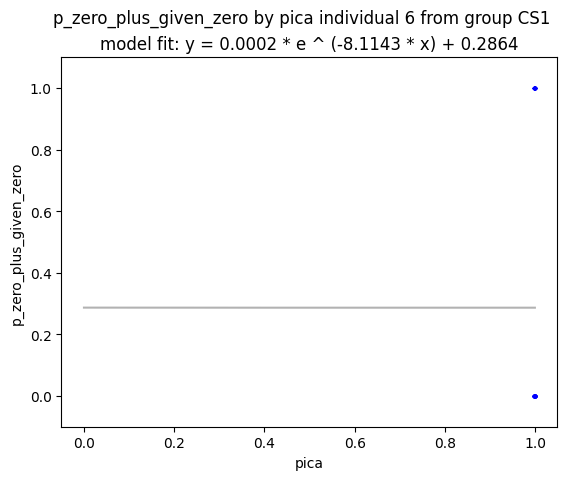 p_zero_plus_given_zero by pica individual 6 from group CS1
model fit: y = 0.0002 * e ^ (-8.1143 * x) + 0.2864
1.0
0.8
0.6
0.4
0.2
0.0
p_zero_plus_given_zero
0.0 0.2 0.4 0.6 0.8 1.0
pica